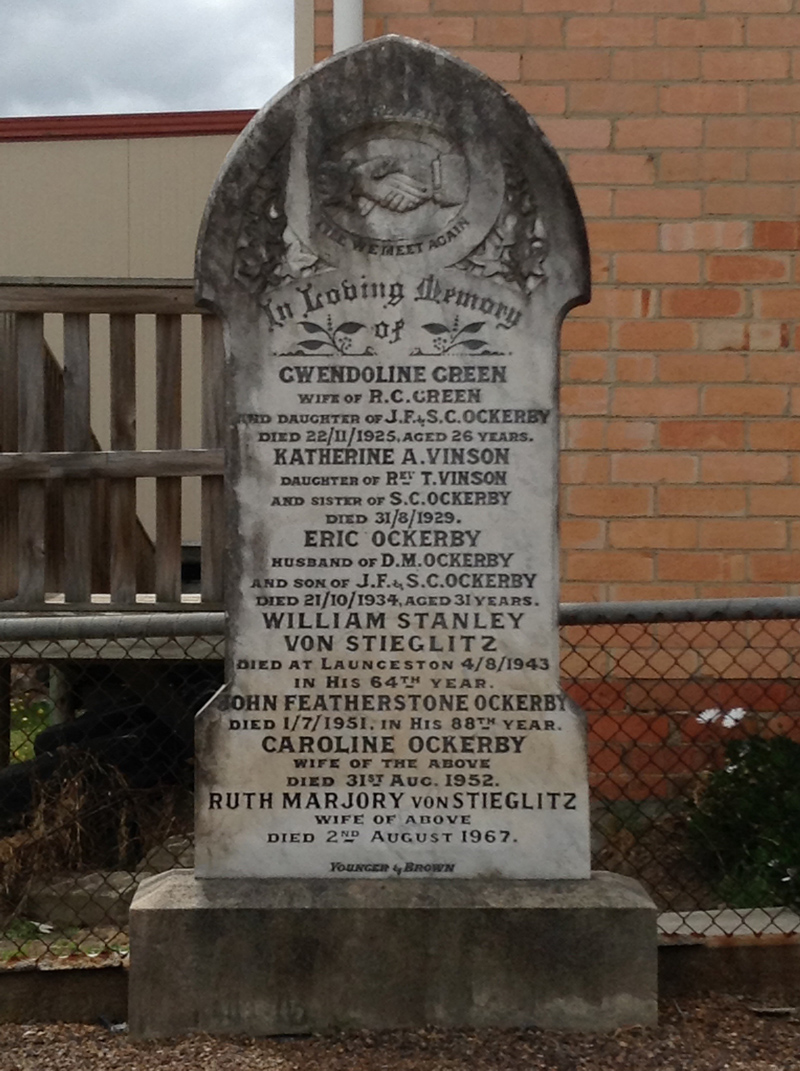 TILL WE MEET AGAIN
In Loving Memory
of
GWENDOLINE GREEN
WIFE OF R.C. GREEN
AND DAUGHTER OF J.F. & S.C. OCKERBY
DIED 22/11/1925, AGED 26 YEARS.
KATHERINE A. VINSON
DAUGHTER OF REV T. VINSON
AND SISTER OF S.C. OCKERBY
DIED 31/8/1929.
ERIC OCKERBY
HUSBAND OF D.M. OCKERBY
AND SON OF J.F. & S.C. OCKERBY
DIED 21/10/1934, AGED 31 YEARS.
WILLIAM STANLEY
VON STIEGLITZ
DIED AT LAUNCESTON 4/8/1943
IN HIS 64TH YEAR.
JOHN FEATHERSTONE OCKERBY
DIED 1/7/1951, IN HIS 88TH YEAR.
CAROLINE OCKERBY
WIFE OF THE ABOVE
DIED 31ST AUG. 1952.
RUTH MARJORY VON STIEGLITZ
WIFE OF ABOVE
DIED 2ND AUGUST 1967.
YOUNGER & BROWN